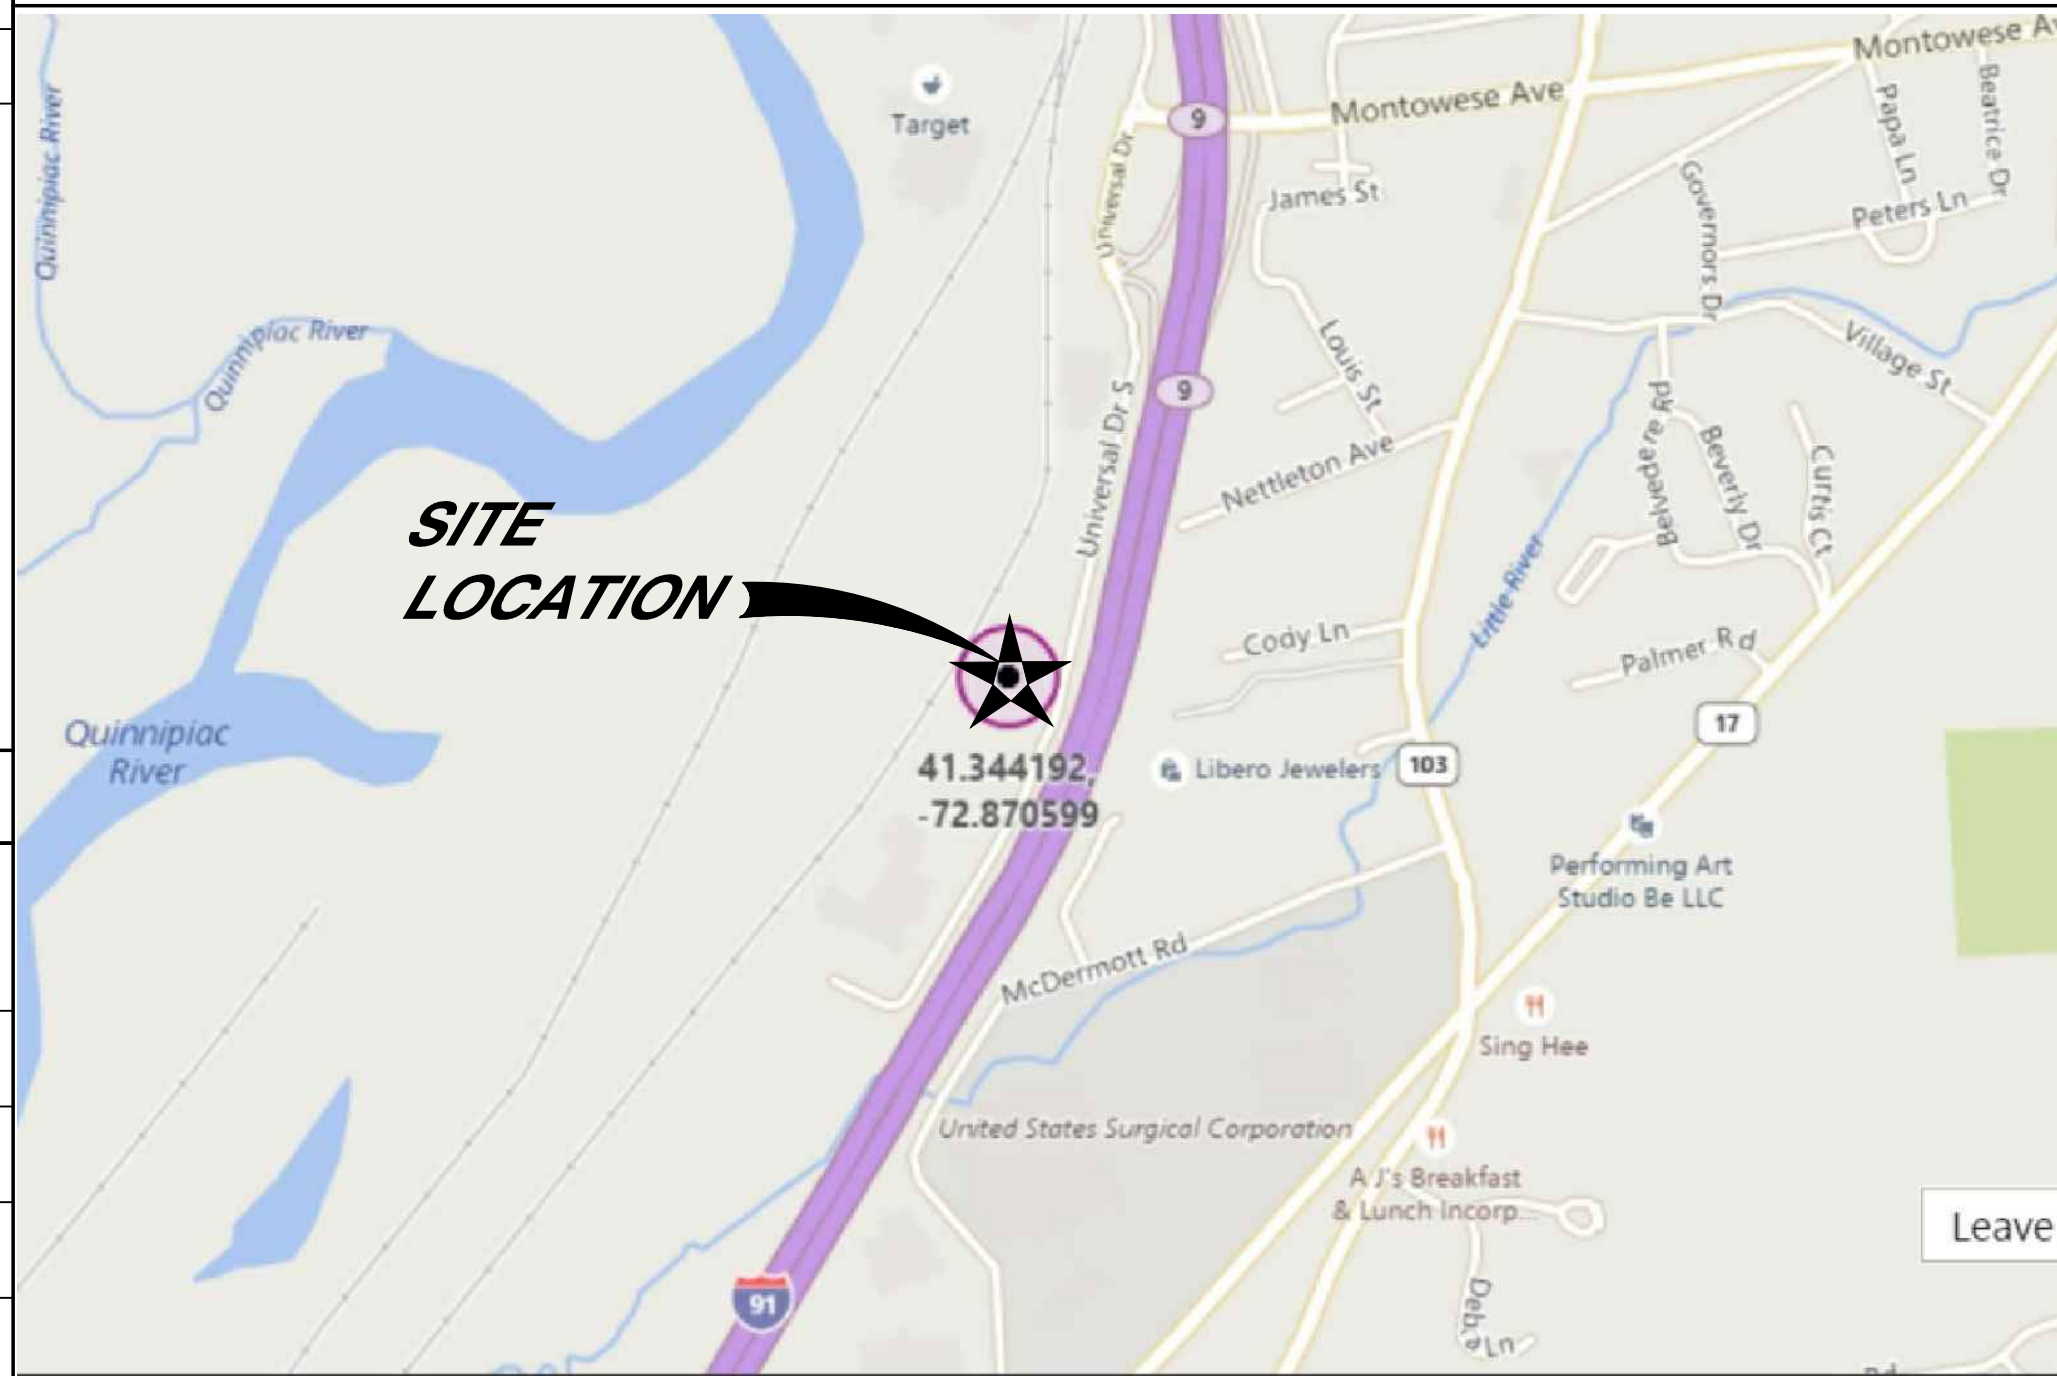 Montowese Av
Quinnipiac River
Target
9
Montowese Ave
Papa Ln
Beatrice Dr
Universal Dr
James St
Governors Dr
Peters Ln
Quinnipiac River
Louis St
Village St
9
Universal Dr S
Nettleton Ave
Belvedere Rd
Beverly Dr
Curtis Ct
SITE
LOCATION
Little River
Cody Ln
Palmer Rd
Quinnipiac
River
17
41.344192,
-72.870599
Libero Jewelers
103
Performing Art
Studio Be LLC
McDermott Rd
Sing Hee
United States Surgical Corporation
A J's Breakfast
& Lunch Incorp...
Leave
91
Ln
Rd